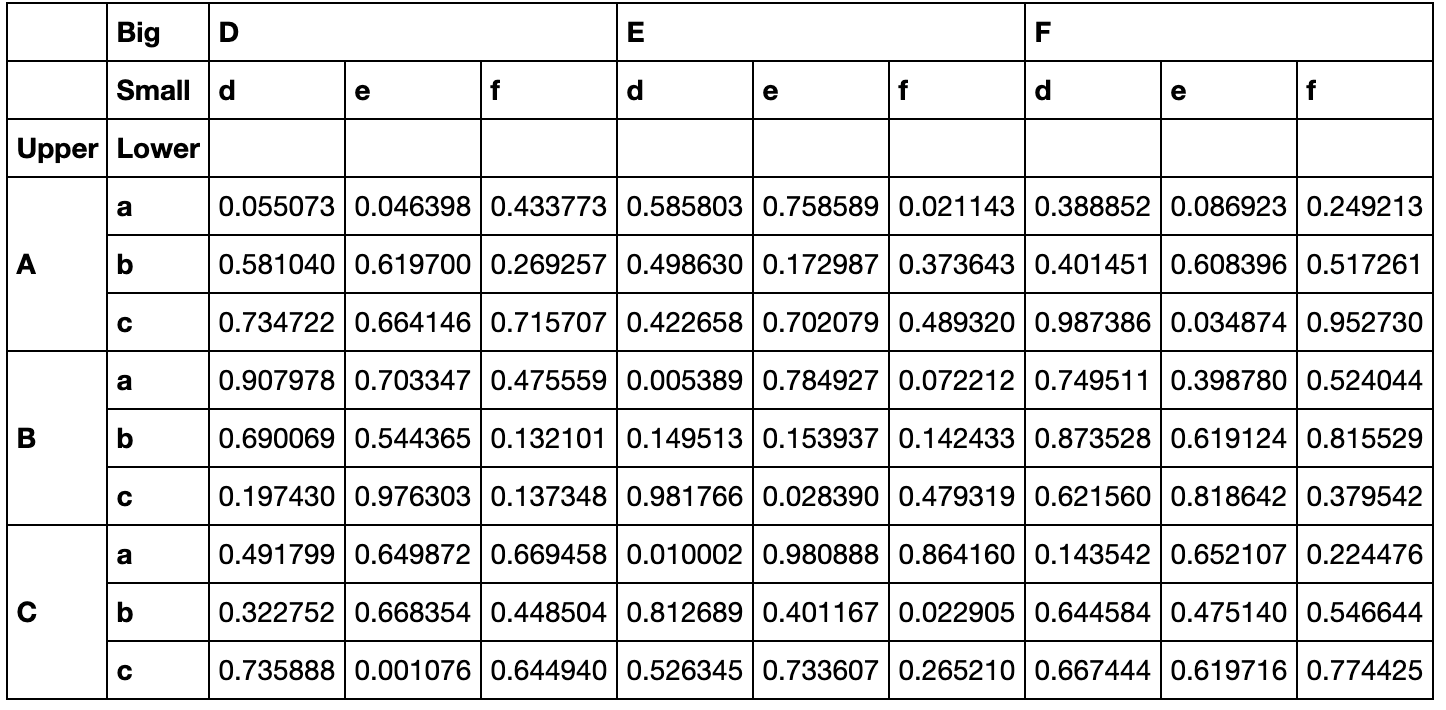 Big D E F
Small d e f d e f d e f
Upper Lower
a 0.055073 0.046398 0.433773 0.585803 0.758589 0.021143 0.388852 0.086923 0.249213
A b 0.581040 0.619700 0.269257 0.498630 0.172987 0.373643 0.401451 0.608396 0.517261
c 0.734722 0.664146 0.715707 0.422658 0.702079 0.489320 0.987386 0.034874 0.952730
a 0.907978 0.703347 0.475559 0.005389 0.784927 0.072212 0.749511 0.398780 0.524044
B b 0.690069 0.544365 0.132101 0.149513 0.153937 0.142433 0.873528 0.619124 0.815529
c 0.197430 0.976303 0.137348 0.981766 0.028390 0.479319 0.621560 0.818642 0.379542
a 0.491799 0.649872 0.669458 0.010002 0.980888 0.864160 0.143542 0.652107 0.224476
C b 0.322752 0.668354 0.448504 0.812689 0.401167 0.022905 0.644584 0.475140 0.546644
c 0.735888 0.001076 0.644940 0.526345 0.733607 0.265210 0.667444 0.619716 0.774425